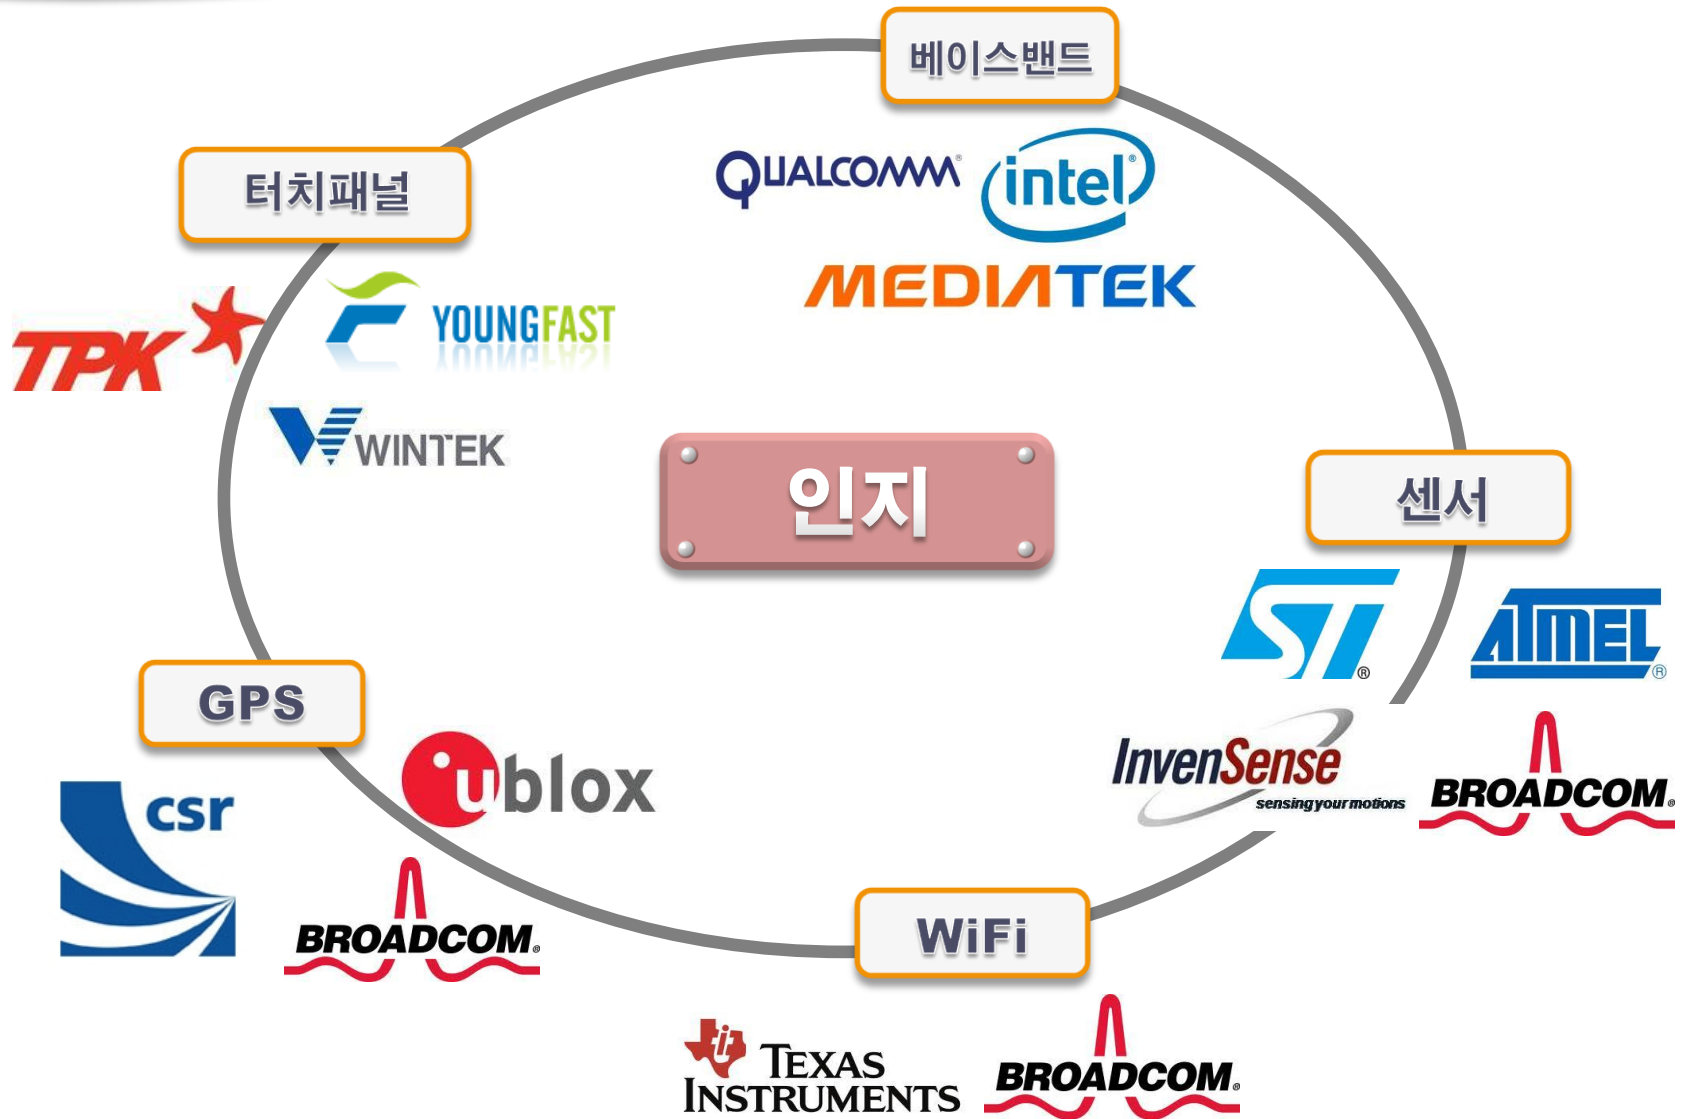 베이스밴드
QUALCOMM®
intel®
MEDIATEK
터치패널
TPK
YOUNGFAST
WINTEK
인지
센서
ST®
ATMEL®
InvenSense
sensing your motions
BROADCOM®
GPS
csr
ublox
BROADCOM®
WiFi
TEXAS
INSTRUMENTS
BROADCOM®